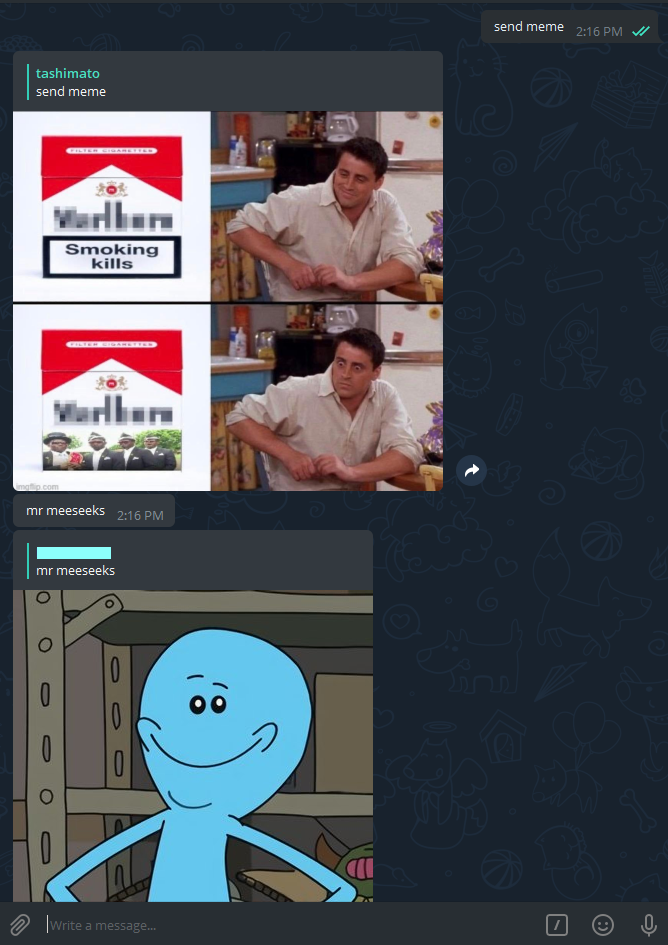 send meme 2:16 PM
tashimato
send meme
FILTER CIGARETTES
Smoking
kills
FILTER CIGARETTES
imgflip.com
mr meeseeks 2:16 PM
mr meeseeks
Write a message...